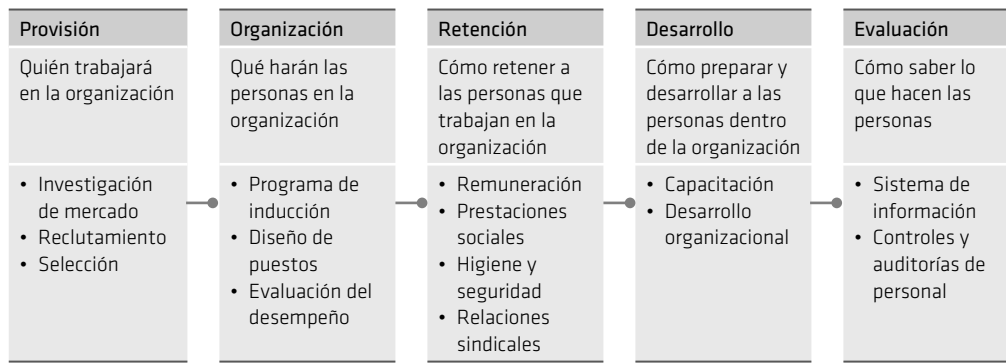 Provisión
Quién trabajará
en la organización
• Investigación
de mercado
• Reclutamiento
• Selección
Organización
Qué harán las
personas en la
organización
• Programa de
inducción
• Diseño de
puestos
• Evaluación del
desempeño
Retención
Cómo retener a
las personas que
trabajan en la
organización
• Remuneración
• Prestaciones
sociales
• Higiene y
seguridad
• Relaciones
sindicales
Desarrollo
Cómo preparar y
desarrollar a las
personas dentro
de la organización
• Capacitación
• Desarrollo
organizacional
Evaluación
Cómo saber lo
que hacen las
personas
• Sistema de
información
• Controles y
auditorías de
personal